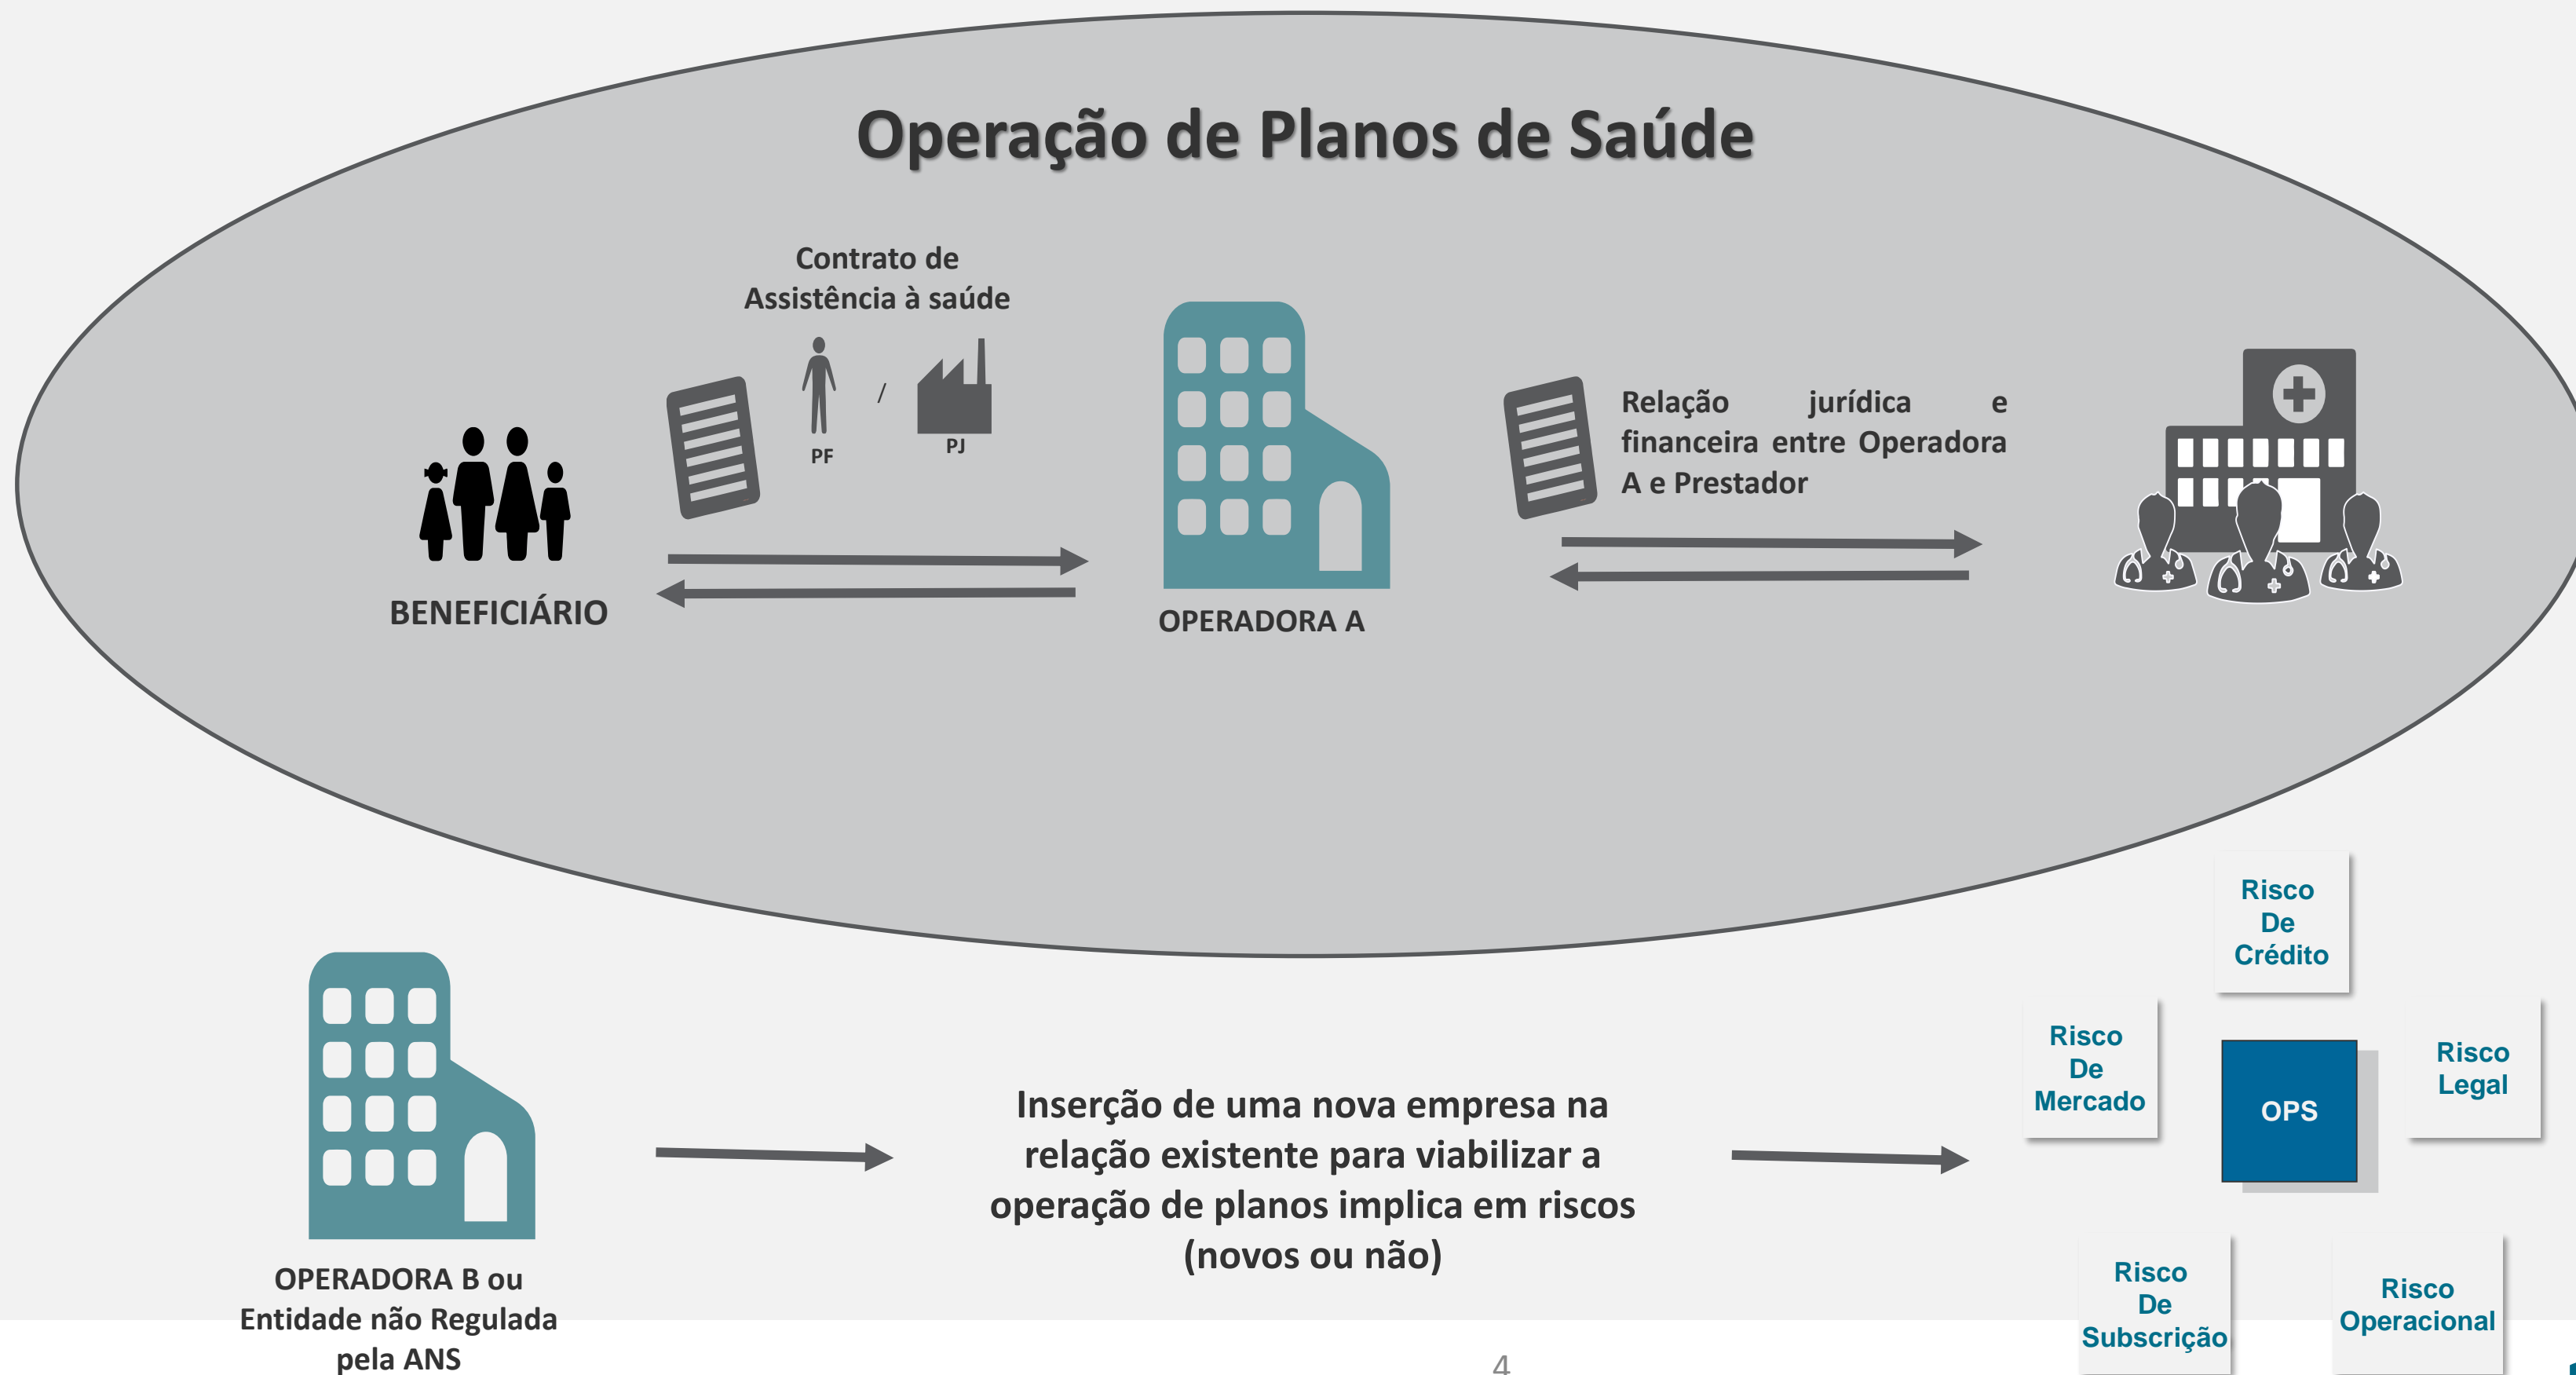 Operação de Planos de Saúde
Contrato de
Assistência à saúde
PF
/
PJ
Relação jurídica e
financeira entre Operadora
A e Prestador
BENEFICIÁRIO
OPERADORA A
OPERADORA B ou
Entidade não Regulada
pela ANS
Inserção de uma nova empresa na
relação existente para viabilizar a
operação de planos implica em riscos
(novos ou não)
Risco
De
Crédito
Risco
De
Mercado
OPS
Risco
Legal
Risco
De
Subscrição
Risco
Operacional
4